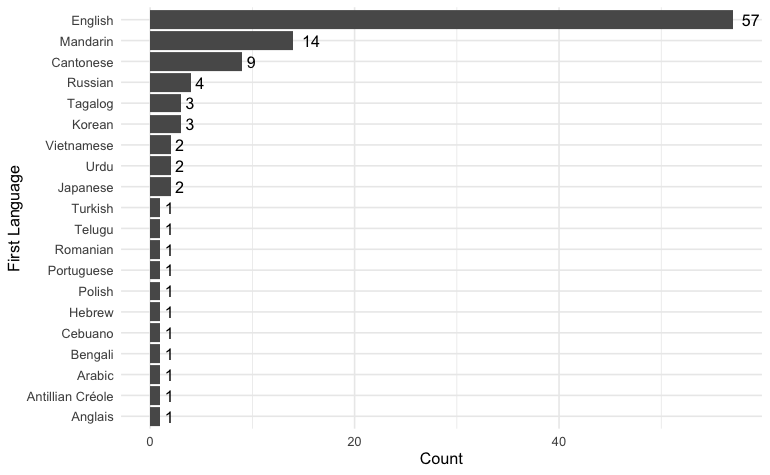 English 57
Mandarin 14
Cantonese 9
Russian 4
Tagalog 3
Korean 3
Vietnamese 2
Urdu 2
Japanese 2
Turkish 1
Telugu 1
Romanian 1
Portuguese 1
Polish 1
Hebrew 1
Cebuano 1
Bengali 1
Arabic 1
Antillian Créole 1
Anglais 1
First Language
0 20 40
Count